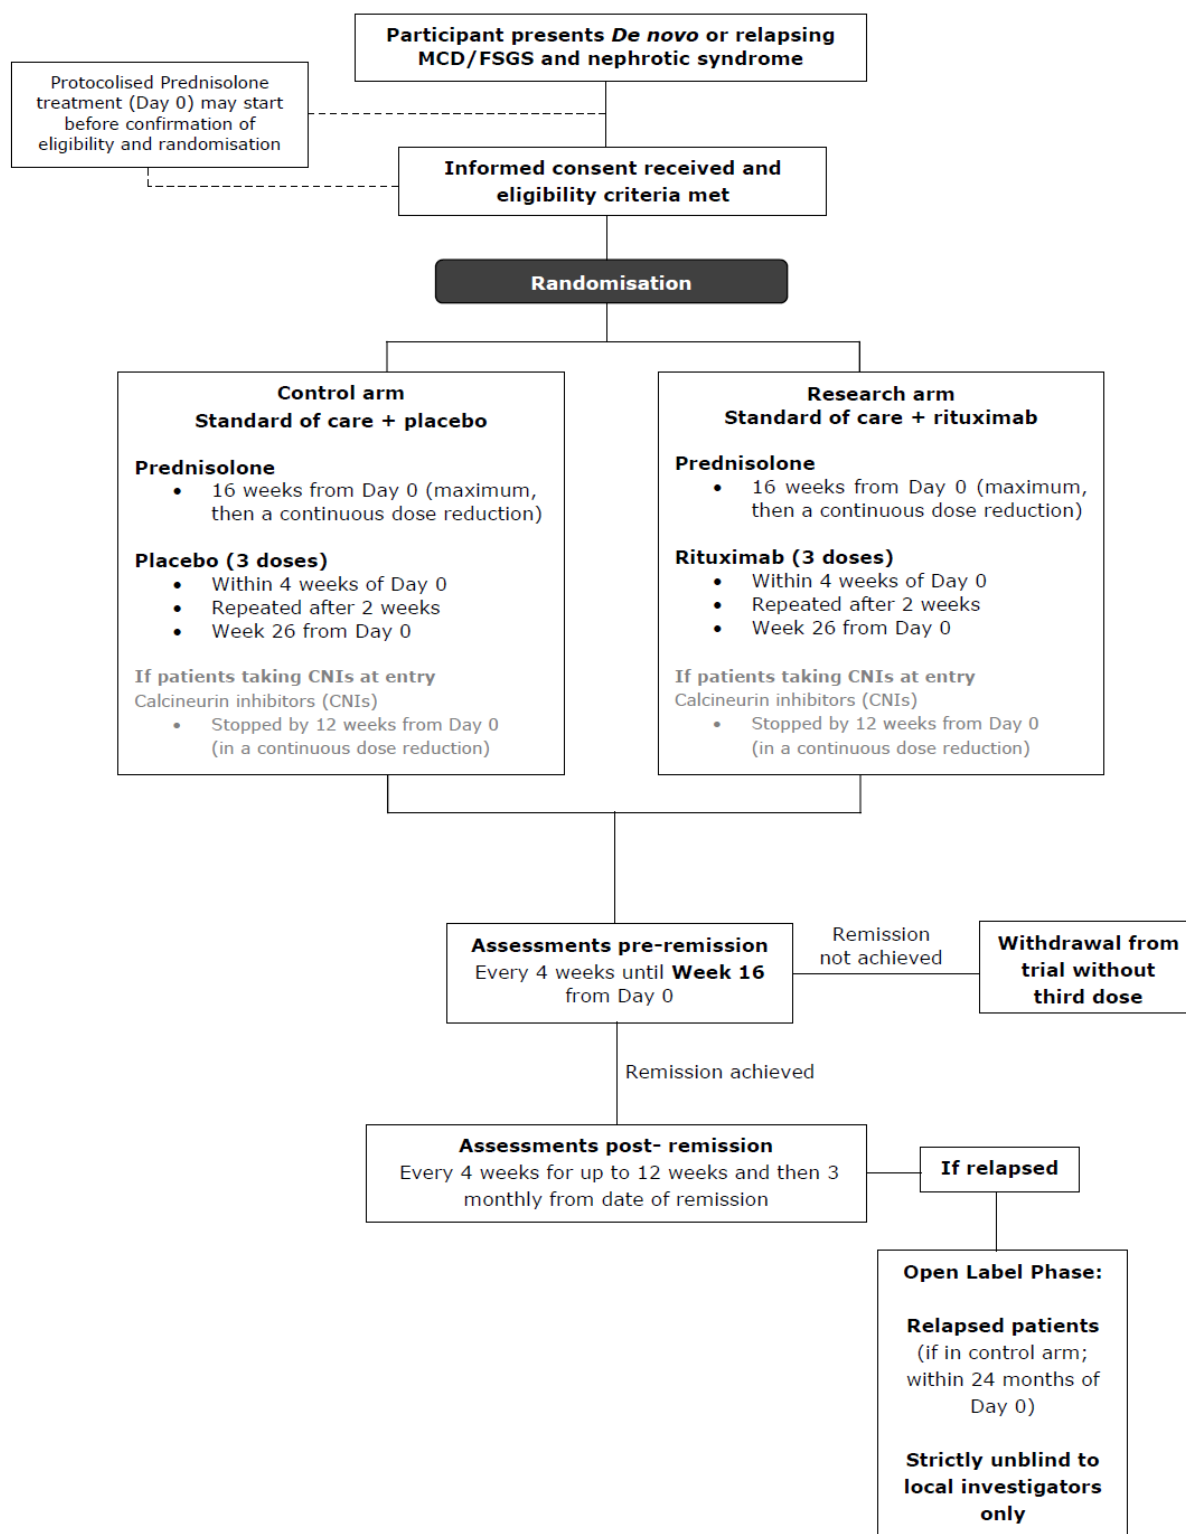 Participant presents De novo or relapsing
MCD/FSGS and nephrotic syndrome
Protocolised Prednisolone
treatment (Day 0) may start
before confirmation of
eligibility and randomisation
Informed consent received and
eligibility criteria met
Randomisation
Control arm
Standard of care + placebo
Prednisolone
• 16 weeks from Day 0 (maximum,
then a continuous dose reduction)
Placebo (3 doses)
• Within 4 weeks of Day 0
• Repeated after 2 weeks
• Week 26 from Day 0
If patients taking CNIs at entry
Calcineurin inhibitors (CNIs)
• Stopped by 12 weeks from Day 0
(in a continuous dose reduction)
Research arm
Standard of care + rituximab
Prednisolone
• 16 weeks from Day 0 (maximum,
then a continuous dose reduction)
Rituximab (3 doses)
• Within 4 weeks of Day 0
• Repeated after 2 weeks
• Week 26 from Day 0
If patients taking CNIs at entry
Calcineurin inhibitors (CNIs)
• Stopped by 12 weeks from Day 0
(in a continuous dose reduction)
Assessments pre-remission
Every 4 weeks until Week 16
from Day 0
Remission
not achieved
Withdrawal from
trial without
third dose
Remission achieved
Assessments post- remission
Every 4 weeks for up to 12 weeks and then 3
monthly from date of remission
If relapsed
Open Label Phase:
Relapsed patients
(if in control arm;
within 24 months of
Day 0)
Strictly unblind to
local investigators
only